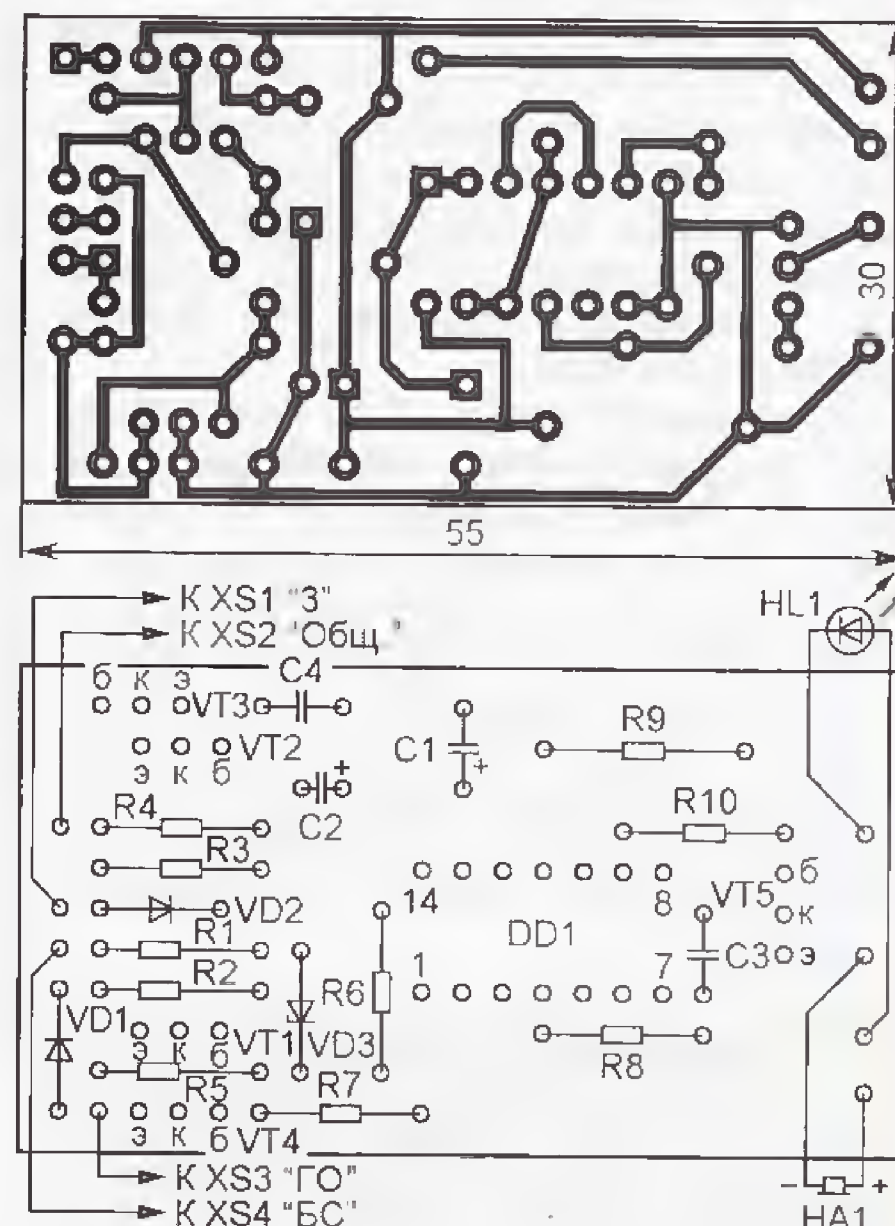 30
55
К XS1 "З"
К XS2 "Общ."
HL1
б к э
VT3
C4
VT2
э к б
C1
+
R9
+
C2
R4
R10
R3
14
8
б
VT5
к
VD2
DD1
R1
C3
э
R2
R6
1
7
VD1
э к б
VT1
VD3
R8
R5
R7
э к б
VT4
К XS3 "ГО"
- +
К XS4 "БС"
HA1